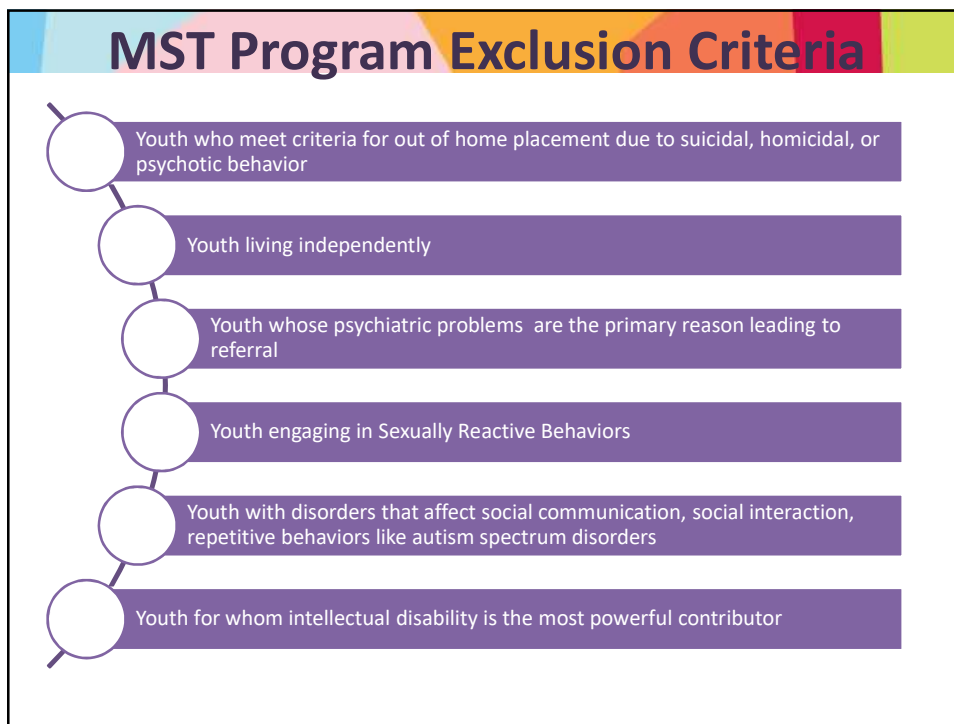 MST Program Exclusion Criteria
Youth who meet criteria for out of home placement due to suicidal, homicidal, or
psychotic behavior
Youth living independently
Youth whose psychiatric problems  are the primary reason leading to
referral
Youth engaging in Sexually Reactive Behaviors
Youth with disorders that affect social communication, social interaction,
repetitive behaviors like autism spectrum disorders
Youth for whom intellectual disability is the most powerful contributor